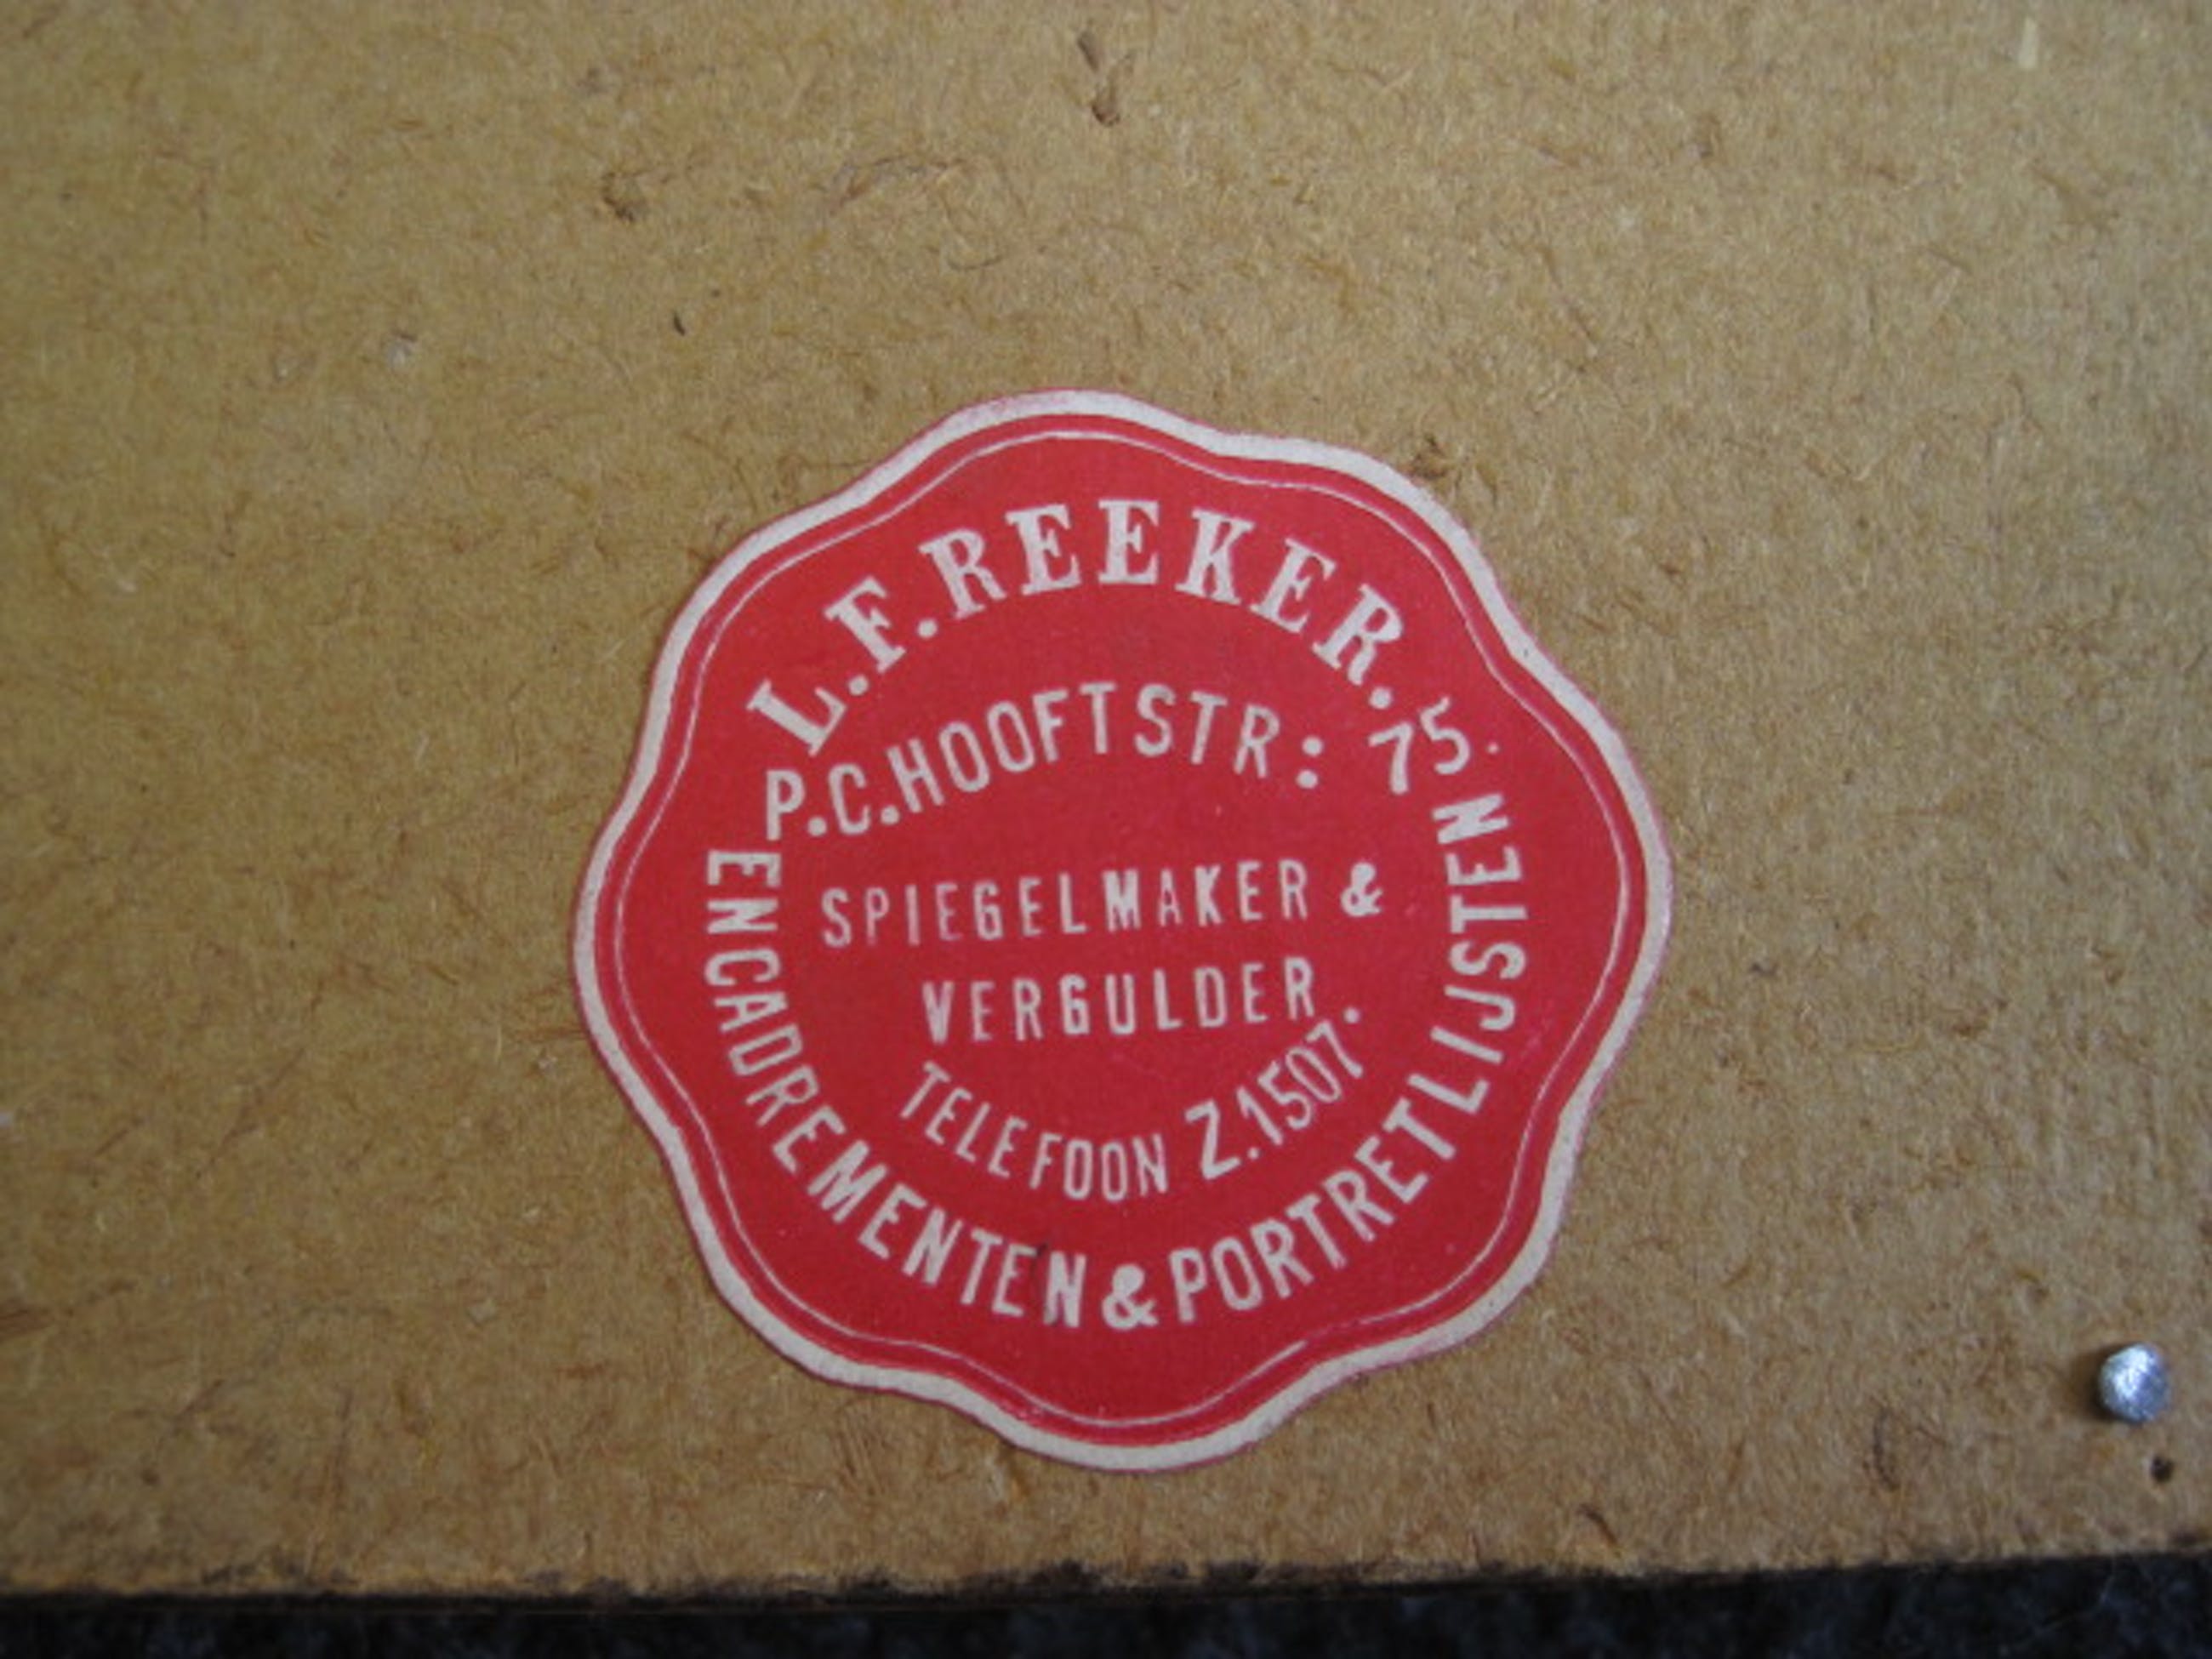 L.F. REEKER.
P.C. HOOFTSTR: 75.
SPIEGELMAKER &
VERGULDER
TELEFOON Z.1507.
ENCADREMENTEN & PORTRETLIJSTEN